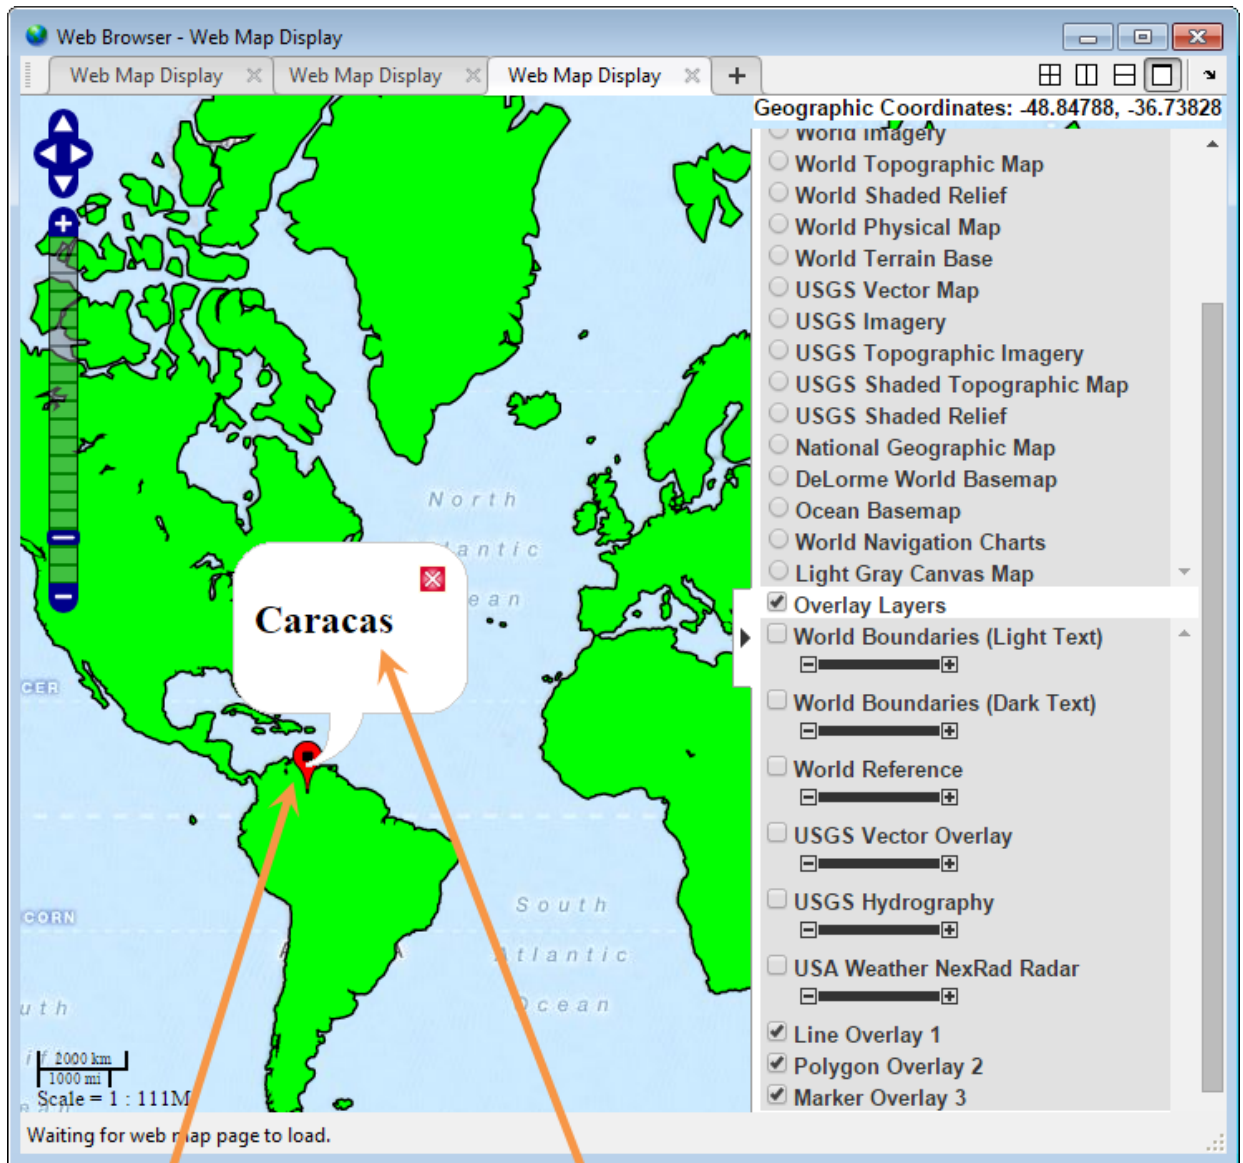 Web Browser - Web Map Display
Web Map Display
Web Map Display
Web Map Display
Geographic Coordinates: -48.84788, -36.73828
World Imagery
World Topographic Map
World Shaded Relief
World Physical Map
World Terrain Base
USGS Vector Map
USGS Imagery
USGS Topographic Imagery
USGS Shaded Topographic Map
USGS Shaded Relief
National Geographic Map
DeLorme World Basemap
Ocean Basemap
World Navigation Charts
Light Gray Canvas Map
Overlay Layers
World Boundaries (Light Text)
World Boundaries (Dark Text)
World Reference
USGS Vector Overlay
USGS Hydrography
USA Weather NexRad Radar
Line Overlay 1
Polygon Overlay 2
Marker Overlay 3
North
antic
ean
Caracas
CER
CORN
South
Atlantic
Ocean
uth
2000 km
1000 mi
Scale = 1 : 111M
Waiting for web map page to load.